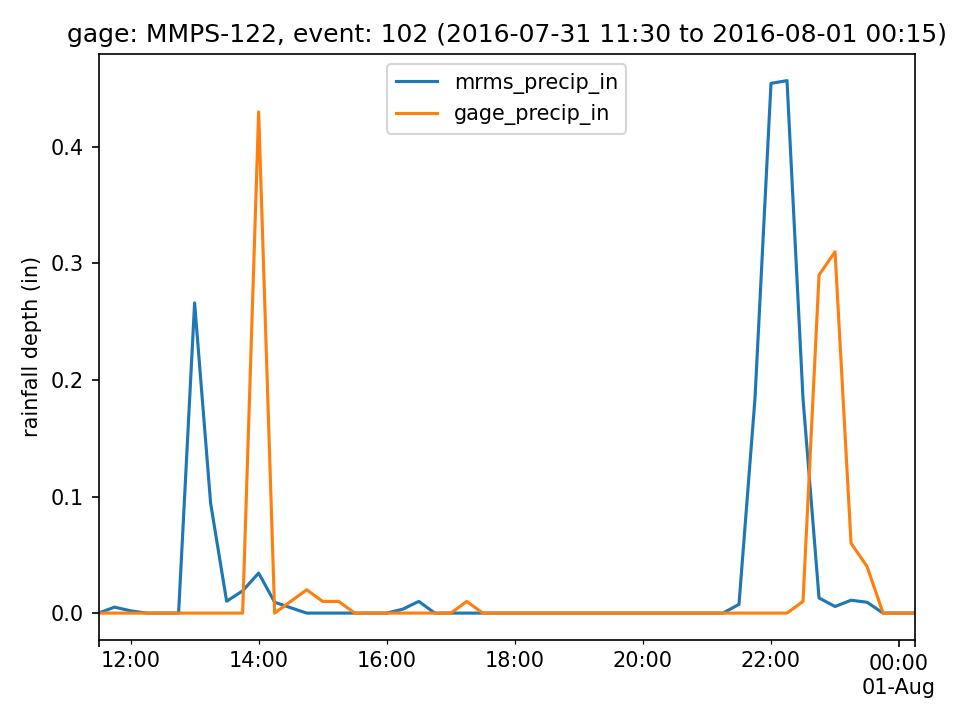 gage: MMPS-122, event: 102 (2016-07-31 11:30 to 2016-08-01 00:15)
mrms_precip_in
gage_precip_in
rainfall depth (in)
0.4
0.3
0.2
0.1
0.0
12:00 14:00 16:00 18:00 20:00 22:00 00:00
01-Aug